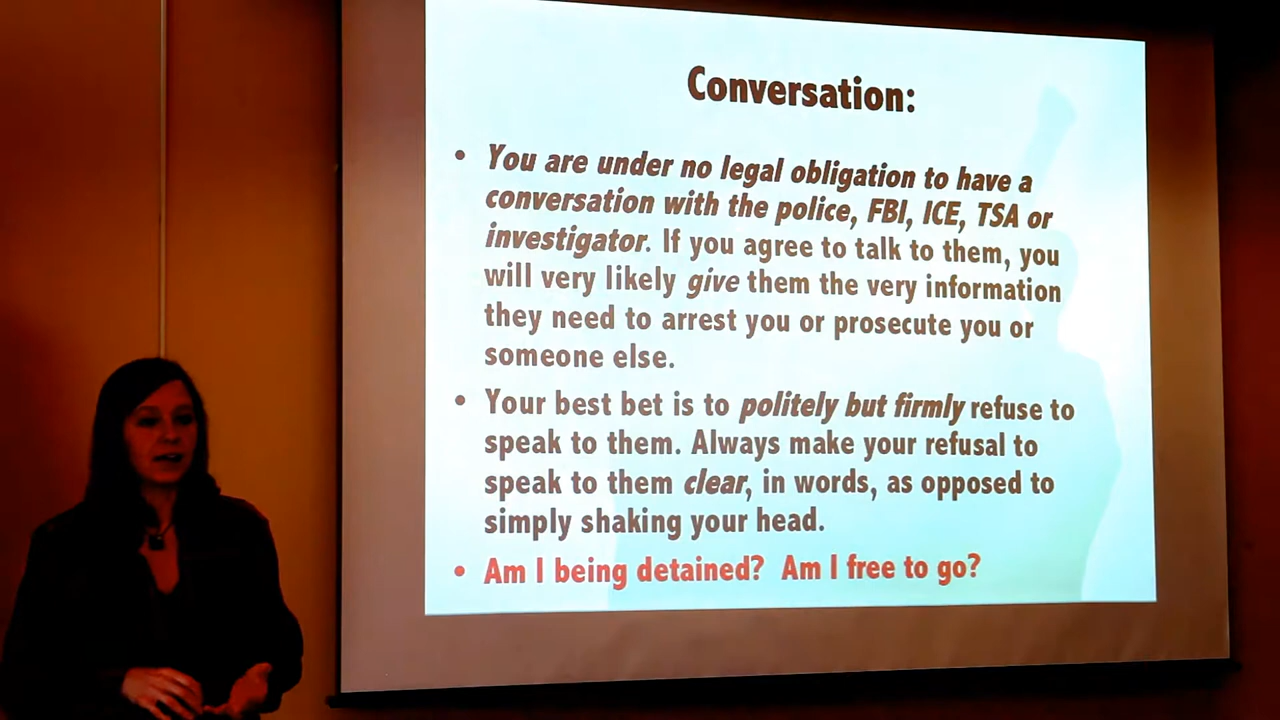 Conversation:
• You are under no legal obligation to have a
conversation with the police, FBI, ICE, TSA or
investigator. If you agree to talk to them, you
will very likely give them the very information
they need to arrest you or prosecute you or
someone else.
• Your best bet is to politely but firmly refuse to
speak to them. Always make your refusal to
speak to them clear, in words, as opposed to
simply shaking your head.
• Am I being detained?  Am I free to go?